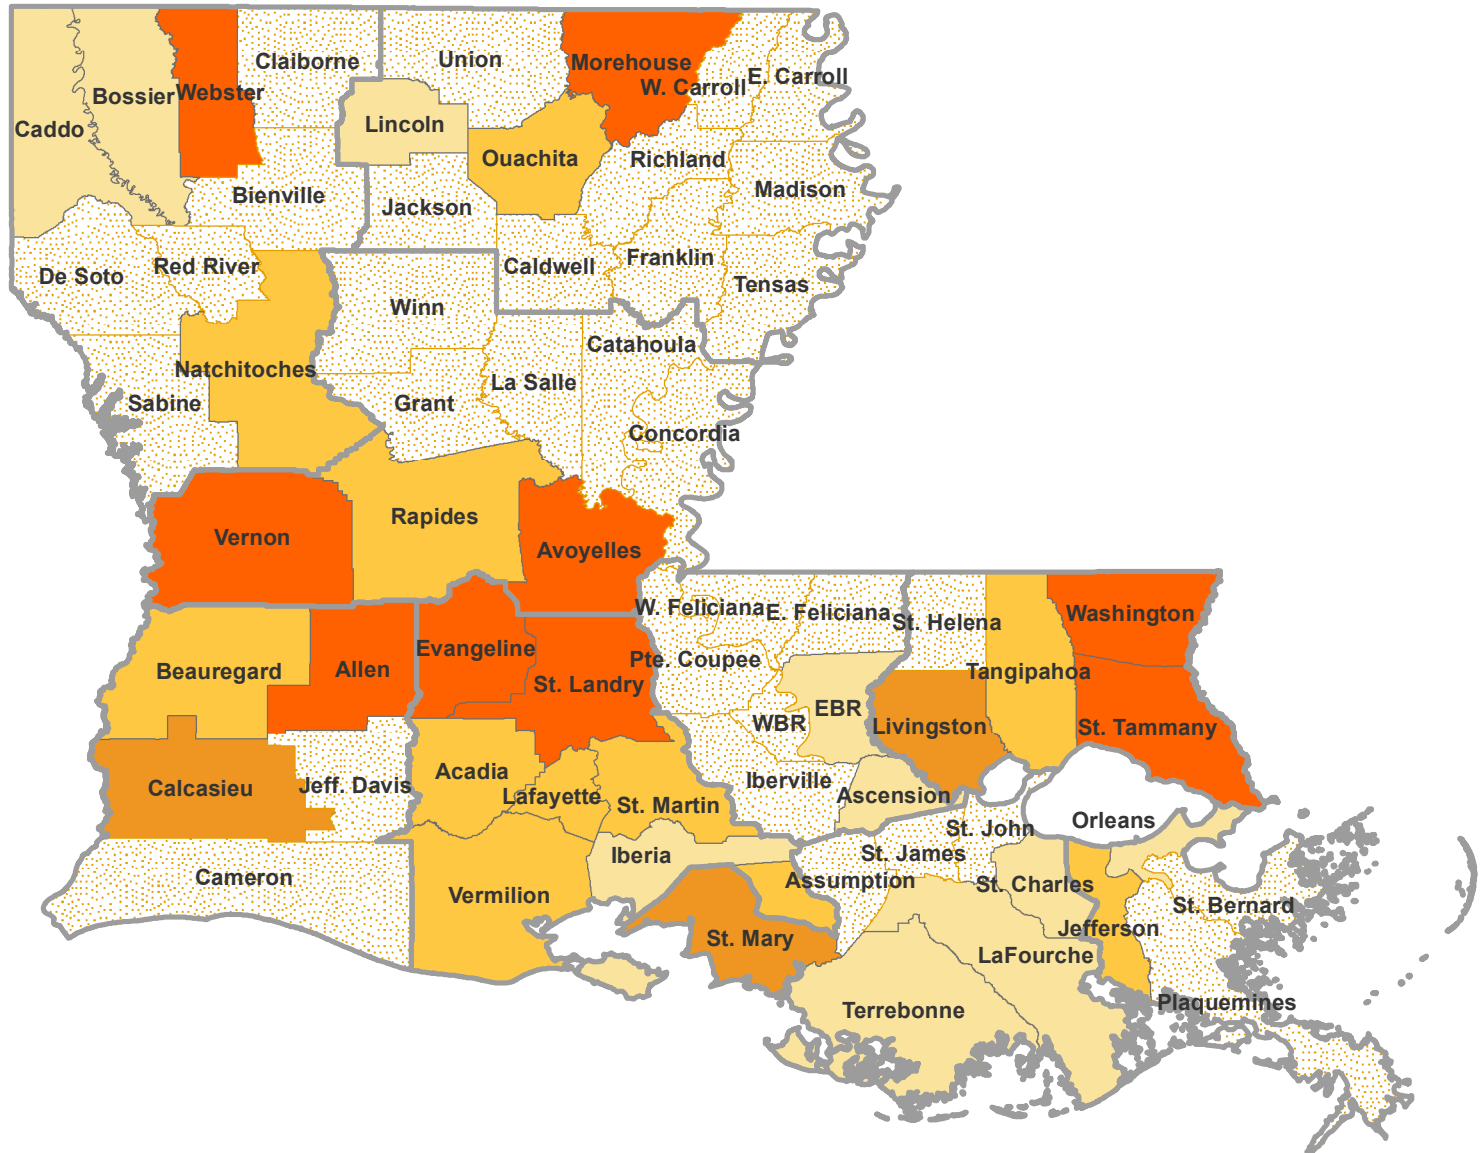 Claiborne
Union
Morehouse
W. Carroll
E. Carroll
Bossier
Webster
Caddo
Lincoln
Ouachita
Richland
Madison
Bienville
Jackson
De Soto
Red River
Caldwell
Franklin
Tensas
Winn
Catahoula
Natchitoches
La Salle
Sabine
Grant
Concordia
Vernon
Rapides
Avoyelles
W. Feliciana
E. Feliciana
St. Helena
Washington
Beauregard
Allen
Evangeline
St. Landry
Pte. Coupee
Tangipahoa
WBR
EBR
Livingston
St. Tammany
Calcasieu
Jeff. Davis
Acadia
Lafayette
St. Martin
Iberville
Ascension
St. John
Orleans
Cameron
Iberia
St. James
Vermilion
Assumption
St. Charles
St. Bernard
St. Mary
Jefferson
LaFourche
Terrebonne
Plaquemines